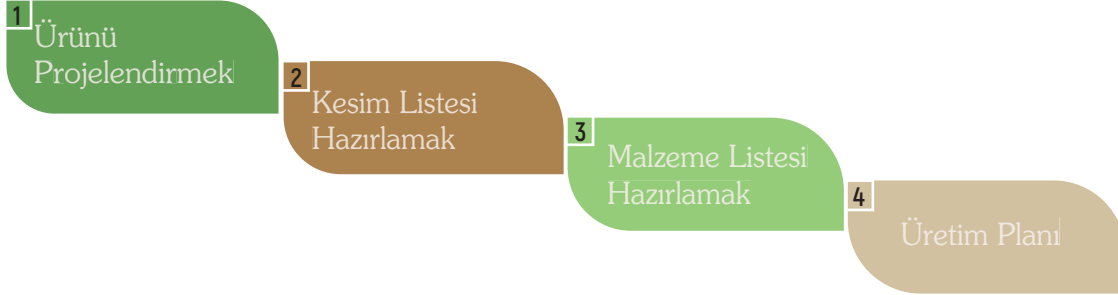 1
Ürünü
Projelendirmek
2
Kesim Listesi
Hazırlamak
3
Malzeme Listesi
Hazırlamak
4
Üretim Planı